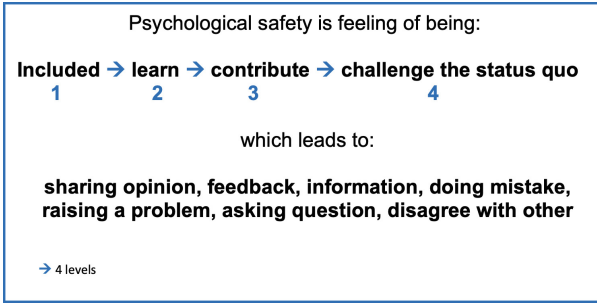 Psychological safety is feeling of being:
Included → learn → contribute → challenge the status quo
1 2 3 4
which leads to:
sharing opinion, feedback, information, doing mistake,
raising a problem, asking question, disagree with other
→ 4 levels